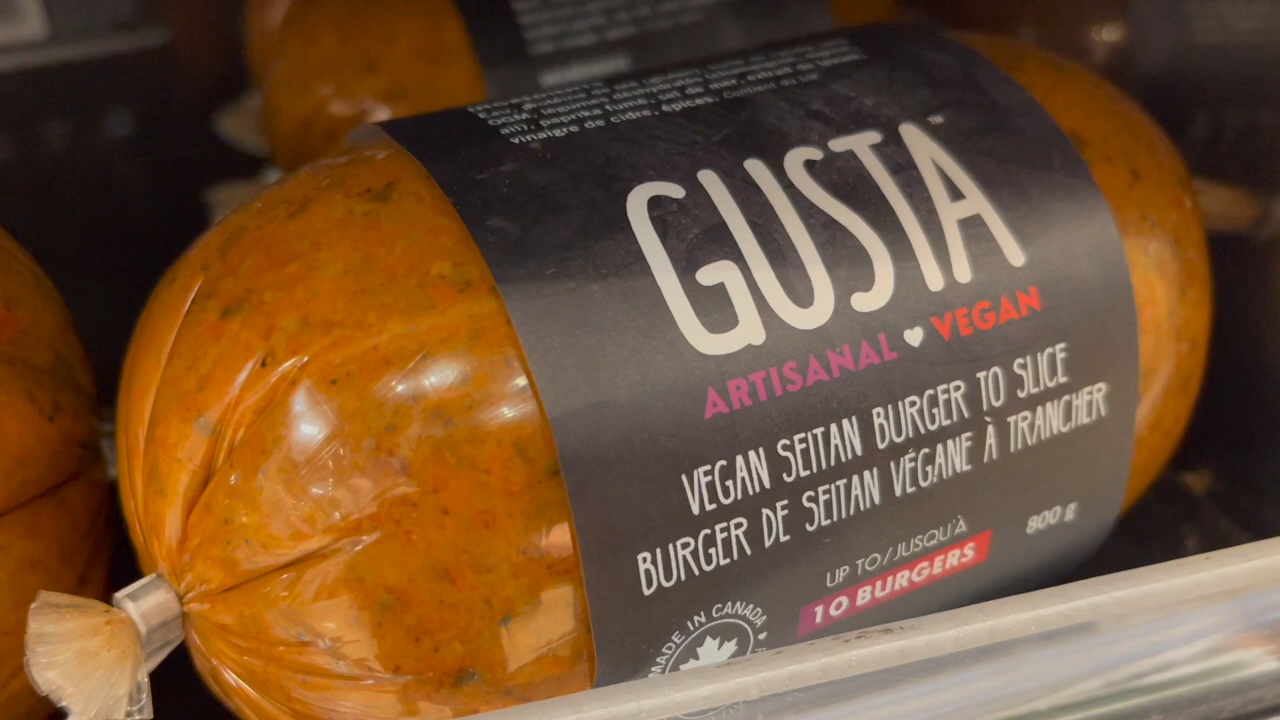 OGM, légumes
ail), paprika fumé, sel de mer, extrait de
vinaigre de cidre, épices. Contient du blé
GUSTA™
ARTISANAL VEGAN
VEGAN SEITAN BURGER TO SLICE
BURGER DE SEITAN VÉGANE À TRANCHER
UP TO/JUSQU'À
10 BURGERS
800 g
MADE IN CANADA